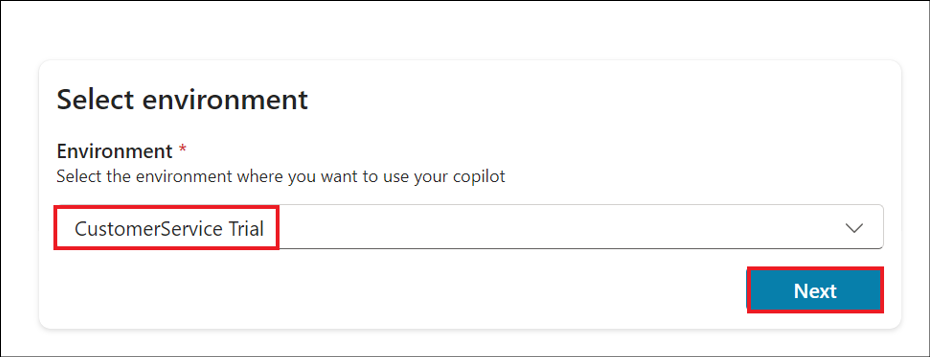 Select environment
Environment *
Select the environment where you want to use your copilot
CustomerService Trial
Next